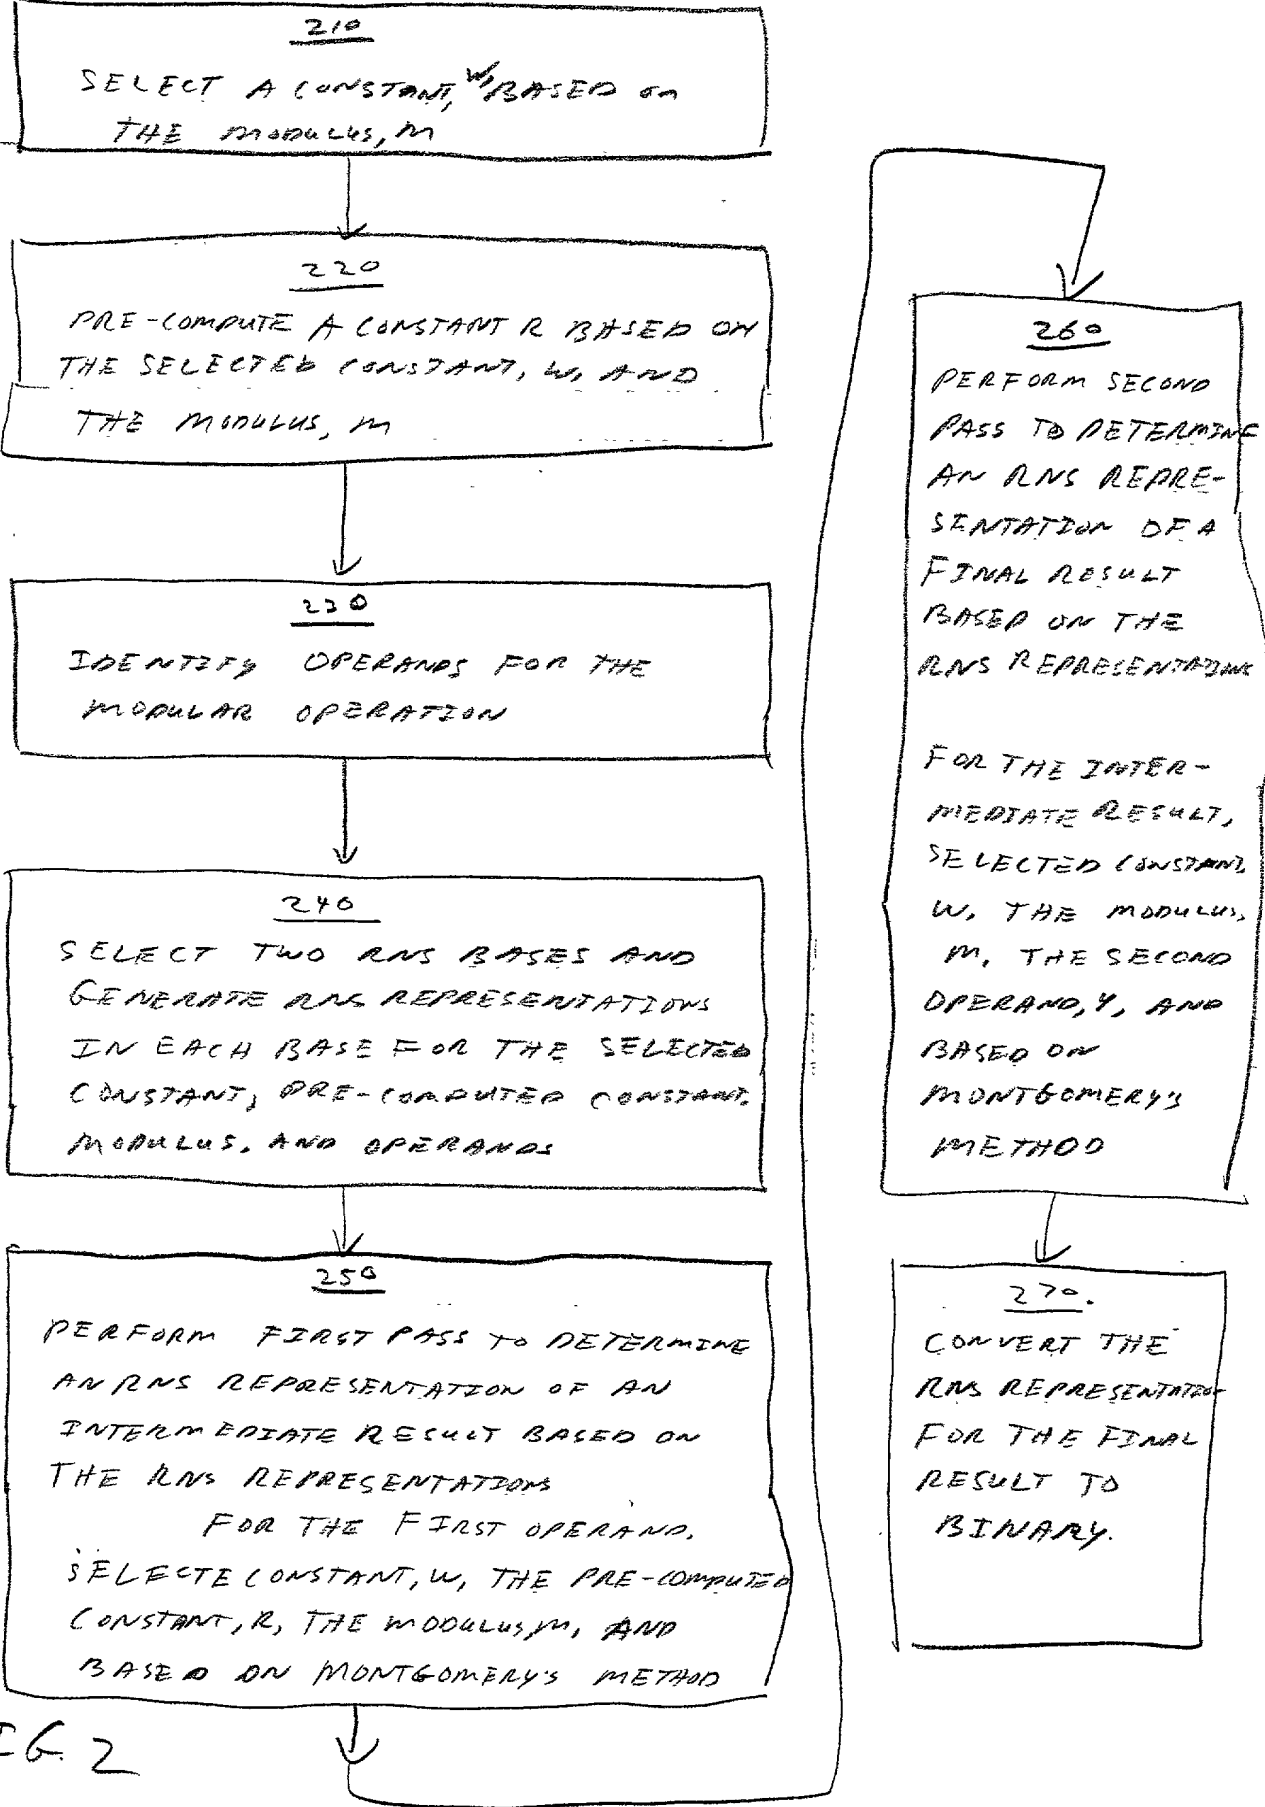 210
SELECT A CONSTANT, W, BASED ON
THE MODULUS, M
220
PRE-COMPUTE A CONSTANT R BASED ON
THE SELECTED CONSTANT, W, AND
THE MODULUS, M
230
IDENTIFY OPERANDS FOR THE
MODULAR OPERATION
240
SELECT TWO RNS BASES AND
GENERATE RNS REPRESENTATIONS
IN EACH BASE FOR THE SELECTED
CONSTANT, PRE-COMPUTED CONSTANT,
MODULUS, AND OPERANDS
250
PERFORM FIRST PASS TO DETERMINE
AN RNS REPRESENTATION OF AN
INTERMEDIATE RESULT BASED ON
THE RNS REPRESENTATIONS
FOR THE FIRST OPERAND,
SELECTE CONSTANT, W, THE PRE-COMPUTED
CONSTANT, R, THE MODULUS, M, AND
BASED ON MONTGOMERY'S METHOD
260
PERFORM SECOND
PASS TO DETERMINE
AN RNS REPRE-
SENTATION OF A
FINAL RESULT
BASED ON THE
RNS REPRESENTATIONS
FOR THE INTER-
MEDIATE RESULT,
SELECTED CONSTANT,
W, THE MODULUS,
M, THE SECOND
OPERAND, Y, AND
BASED ON
MONTGOMERY'S
METHOD
270.
CONVERT THE
RNS REPRESENTATION
FOR THE FINAL
RESULT TO
BINARY.
IG. 2